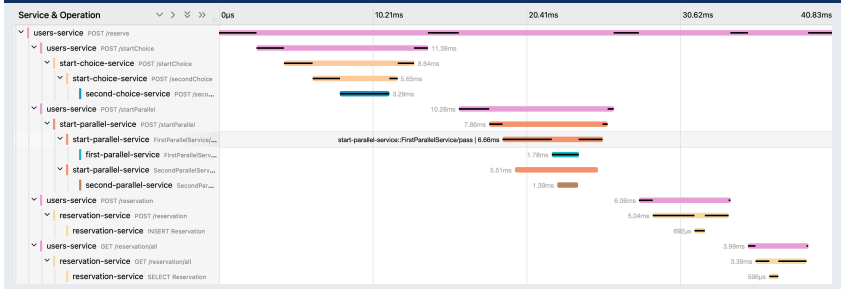 Service & Operation 0μs 10.21ms 20.41ms 30.62ms 40.83ms
users-service POST /reserve
users-service POST /startChoice 11.39ms
start-choice-service POST /startChoice 8.64ms
start-choice-service POST /secondChoice 5.65ms
second-choice-service POST /seco... 3.29ms
users-service POST /startParallel 10.28ms
start-parallel-service POST /startParallel 7.86ms
start-parallel-service FirstParallelService/... start-parallel-service::FirstParallelService/pass | 6.66ms
first-parallel-service FirstParallelServ... 1.78ms
start-parallel-service SecondParallelServ... 5.51ms
second-parallel-service SecondPar... 1.39ms
users-service POST /reservation 6.06ms
reservation-service POST /reservation 5.04ms
reservation-service INSERT Reservation 692μs
users-service GET /reservation/all 3.99ms
reservation-service GET /reservation/all 3.39ms
reservation-service SELECT Reservation 596μs